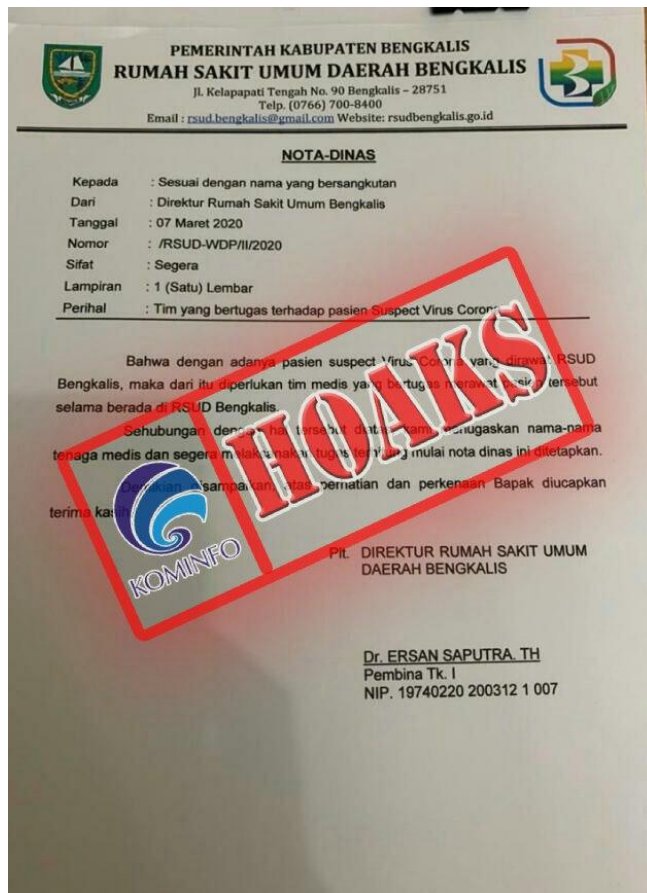 PEMERINTAH KABUPATEN BENGKALIS
RUMAH SAKIT UMUM DAERAH BENGKALIS
Jl. Kelapapati Tengah No. 90 Bengkalis – 28751
Telp. (0766) 700-8400
Email : rsud.bengkalis@gmail.com Website: rsudbengkalis.go.id
NOTA-DINAS
Kepada : Sesuai dengan nama yang bersangkutan
Dari : Direktur Rumah Sakit Umum Bengkalis
Tanggal : 07 Maret 2020
Nomor : /RSUD-WDP/II/2020
Sifat : Segera
Lampiran : 1 (Satu) Lembar
Perihal : Tim yang bertugas terhadap pasien Suspect Virus Corona
Bahwa dengan adanya pasien suspect Virus Corona yang dirawat RSUD
Bengkalis, maka dari itu diperlukan tim medis yang bertugas merawat pasien tersebut
selama berada di RSUD Bengkalis.
Sehubungan dengan hal tersebut diatas kami menugaskan nama-nama
tenaga medis dan segera melaksanakan tugas terhitung mulai nota dinas ini ditetapkan.
Demikian disampaikan, atas perhatian dan perkenaan Bapak diucapkan
terima kasih
HOAKS
KOMINFO
Plt. DIREKTUR RUMAH SAKIT UMUM
DAERAH BENGKALIS
Dr. ERSAN SAPUTRA. TH
Pembina Tk. I
NIP. 19740220 200312 1 007